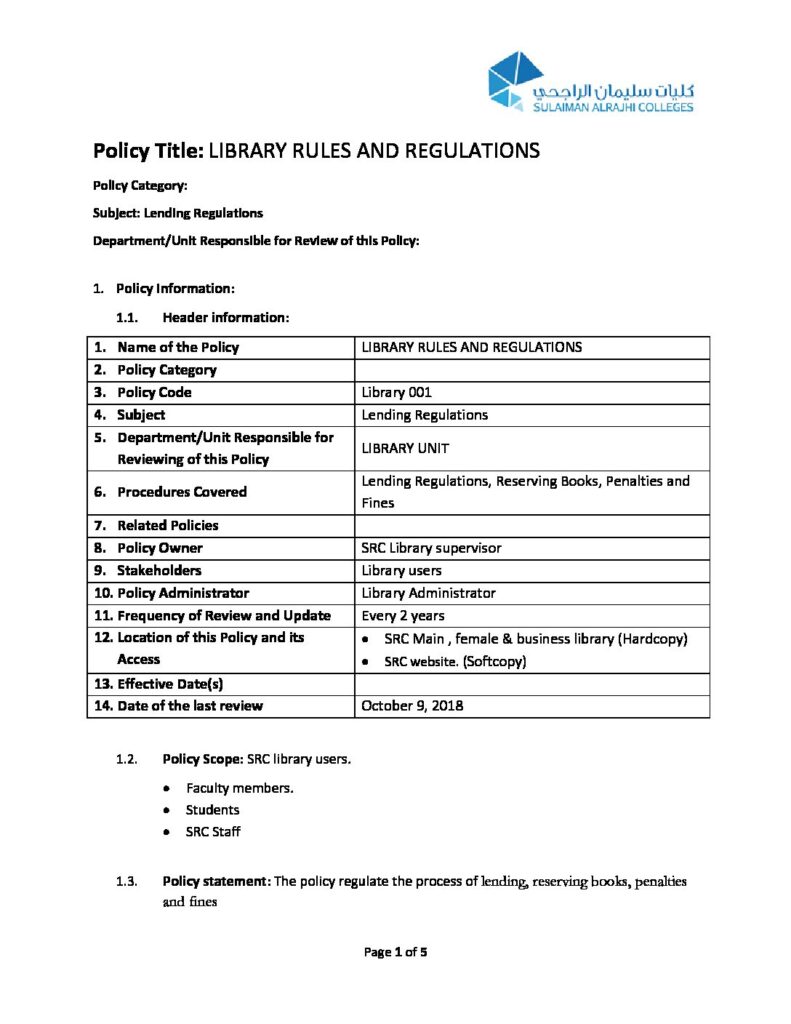 كليات سليمان الراجحي
SULAIMAN ALRAJHI COLLEGES
Policy Title: LIBRARY RULES AND REGULATIONS
Policy Category:
Subject: Lending Regulations
Department/Unit Responsible for Review of this Policy:
1. Policy Information:
1.1. Header information:
1. Name of the Policy LIBRARY RULES AND REGULATIONS
2. Policy Category
3. Policy Code Library 001
4. Subject Lending Regulations
5. Department/Unit Responsible for
Reviewing of this Policy LIBRARY UNIT
6. Procedures Covered Lending Regulations, Reserving Books, Penalties and
Fines
7. Related Policies
8. Policy Owner SRC Library supervisor
9. Stakeholders Library users
10. Policy Administrator Library Administrator
11. Frequency of Review and Update Every 2 years
12. Location of this Policy and its • SRC Main , female & business library (Hardcopy)
Access • SRC website. (Softcopy)
13. Effective Date(s)
14. Date of the last review October 9, 2018
1.2. Policy Scope: SRC library users.
• Faculty members.
• Students
• SRC Staff
1.3. Policy statement: The policy regulate the process of lending, reserving books, penalties
and fines
Page 1 of 5